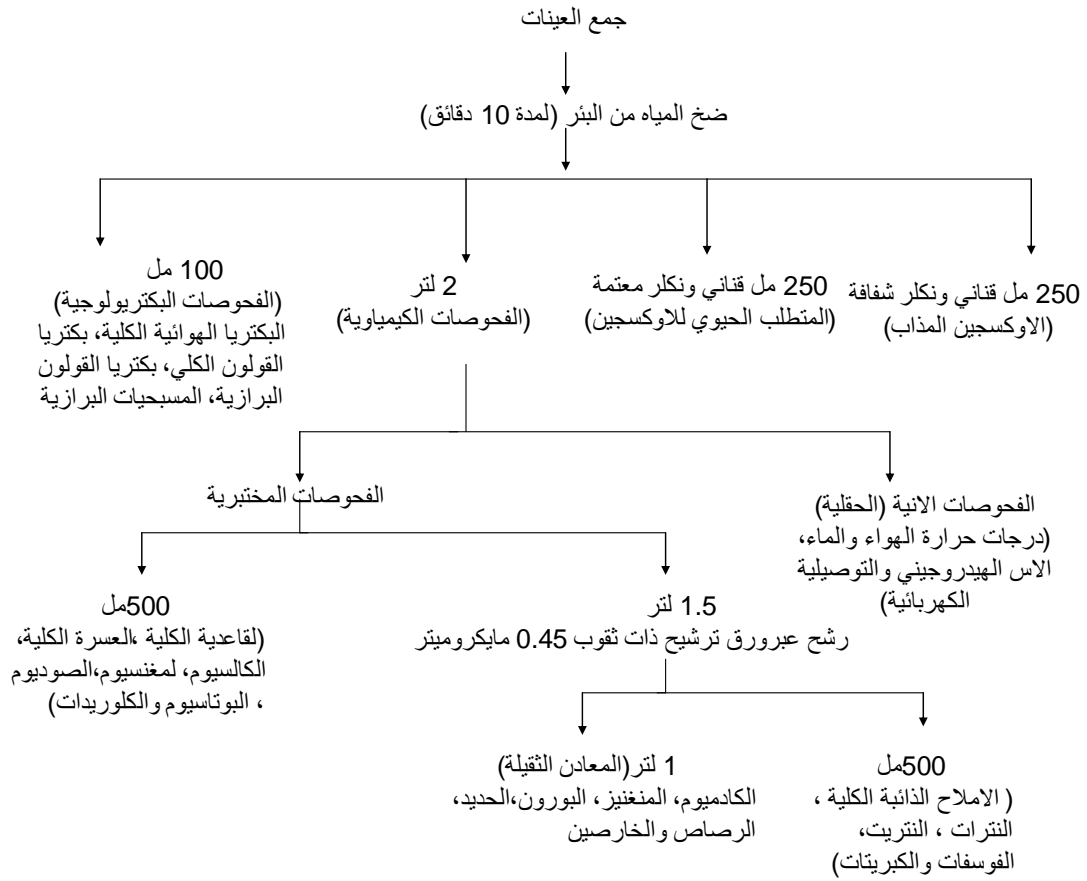 جمع العينات
ضخ المياه من البئر (لمدة 10 دقائق)
250 مل قناني ونكلر شفافة
(الاوكسجين المذاب)
250 مل قناني ونكلر معتمة
(المتطلب الحيوي للاوكسجين)
2 لتر
(الفحوصات الكيمياوية)
100 مل
(الفحوصات البكتريولوجية)
البكتريا الهوائية الكلية، بكتريا
القولون الكلي، بكتريا القولون
البرازية، المسبحيات البرازية
الفحوصات الانية (الحقلية)
(درجات حرارة الهواء والماء،
الاس الهيدروجيني والتوصيلية
الكهربائية)
الفحوصات المختبرية
1.5 لتر
رشح عبرورق ترشيح ذات ثقوب 0.45 مايكروميتر
500مل
(لقاعدية الكلية ،العسرة الكلية،
الكالسيوم، لمغنسيوم،الصوديوم
، البوتاسيوم والكلوريدات)
500مل
( الاملاح الذائبة الكلية ،
النترات ، النتريت،
الفوسفات والكبريتات)
1 لتر(المعادن الثقيلة)
الكادميوم، المنغنيز، البورون،الحديد،
الرصاص والخارصين